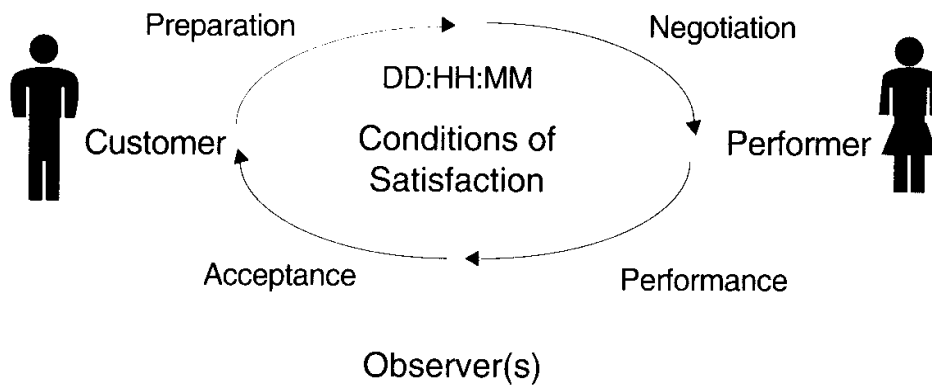 Preparation
Negotiation
DD:HH:MM
Customer
Conditions of
Satisfaction
Performer
Acceptance
Performance
Observer(s)